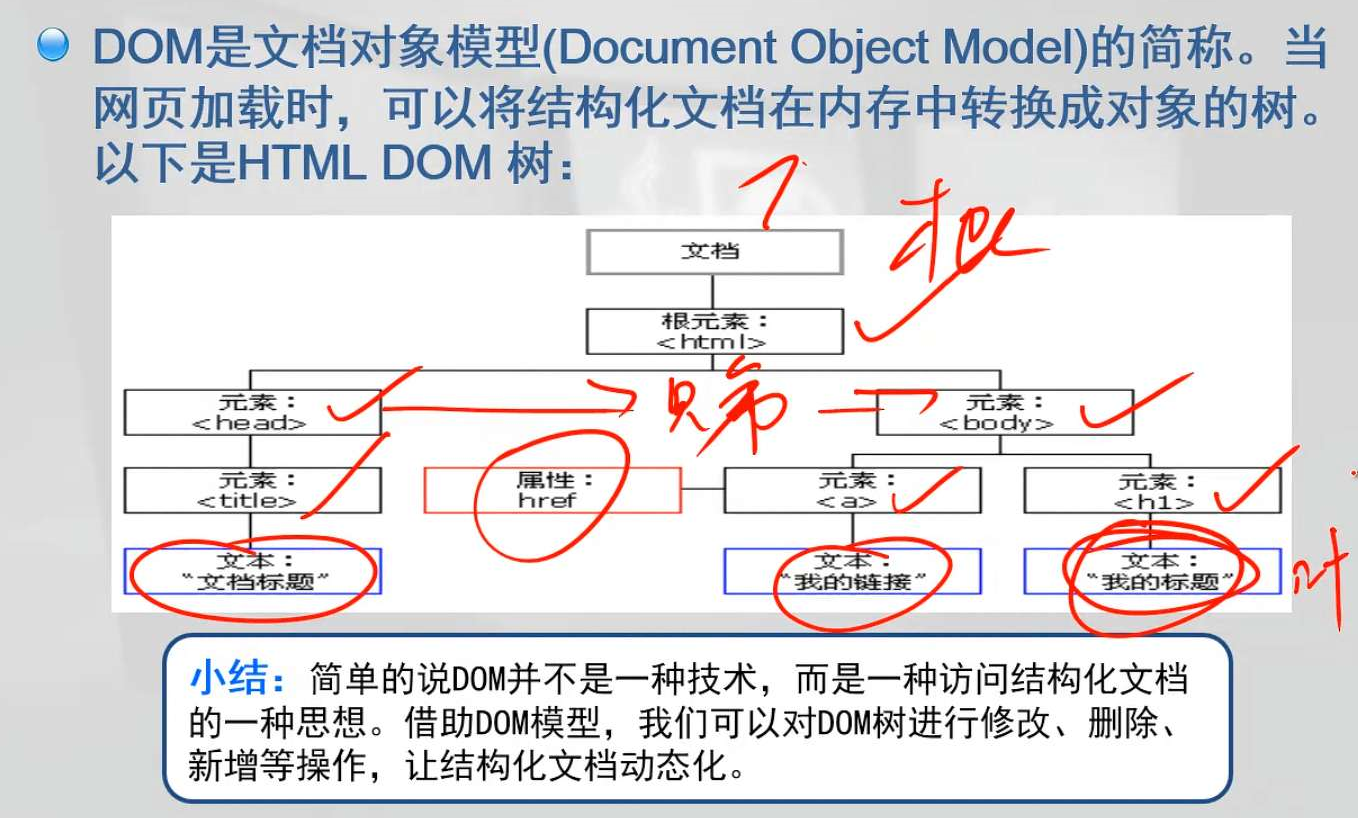 DOM是文档对象模型(Document Object Model)的简称。当
网页加载时，可以将结构化文档在内存中转换成对象的树。
以下是HTML DOM 树：
文档
根
根元素：
<html>
元素：
<head>
兄弟
元素：
<body>
元素：
<title>
属性：
href
元素：
<a>
元素：
<h1>
文本：
"文档标题"
文本：
"我的链接"
文本：
"我的标题"
叶
小结：简单的说DOM并不是一种技术，而是一种访问结构化文档
的一种思想。借助DOM模型，我们可以对DOM树进行修改、删除、
新增等操作，让结构化文档动态化。